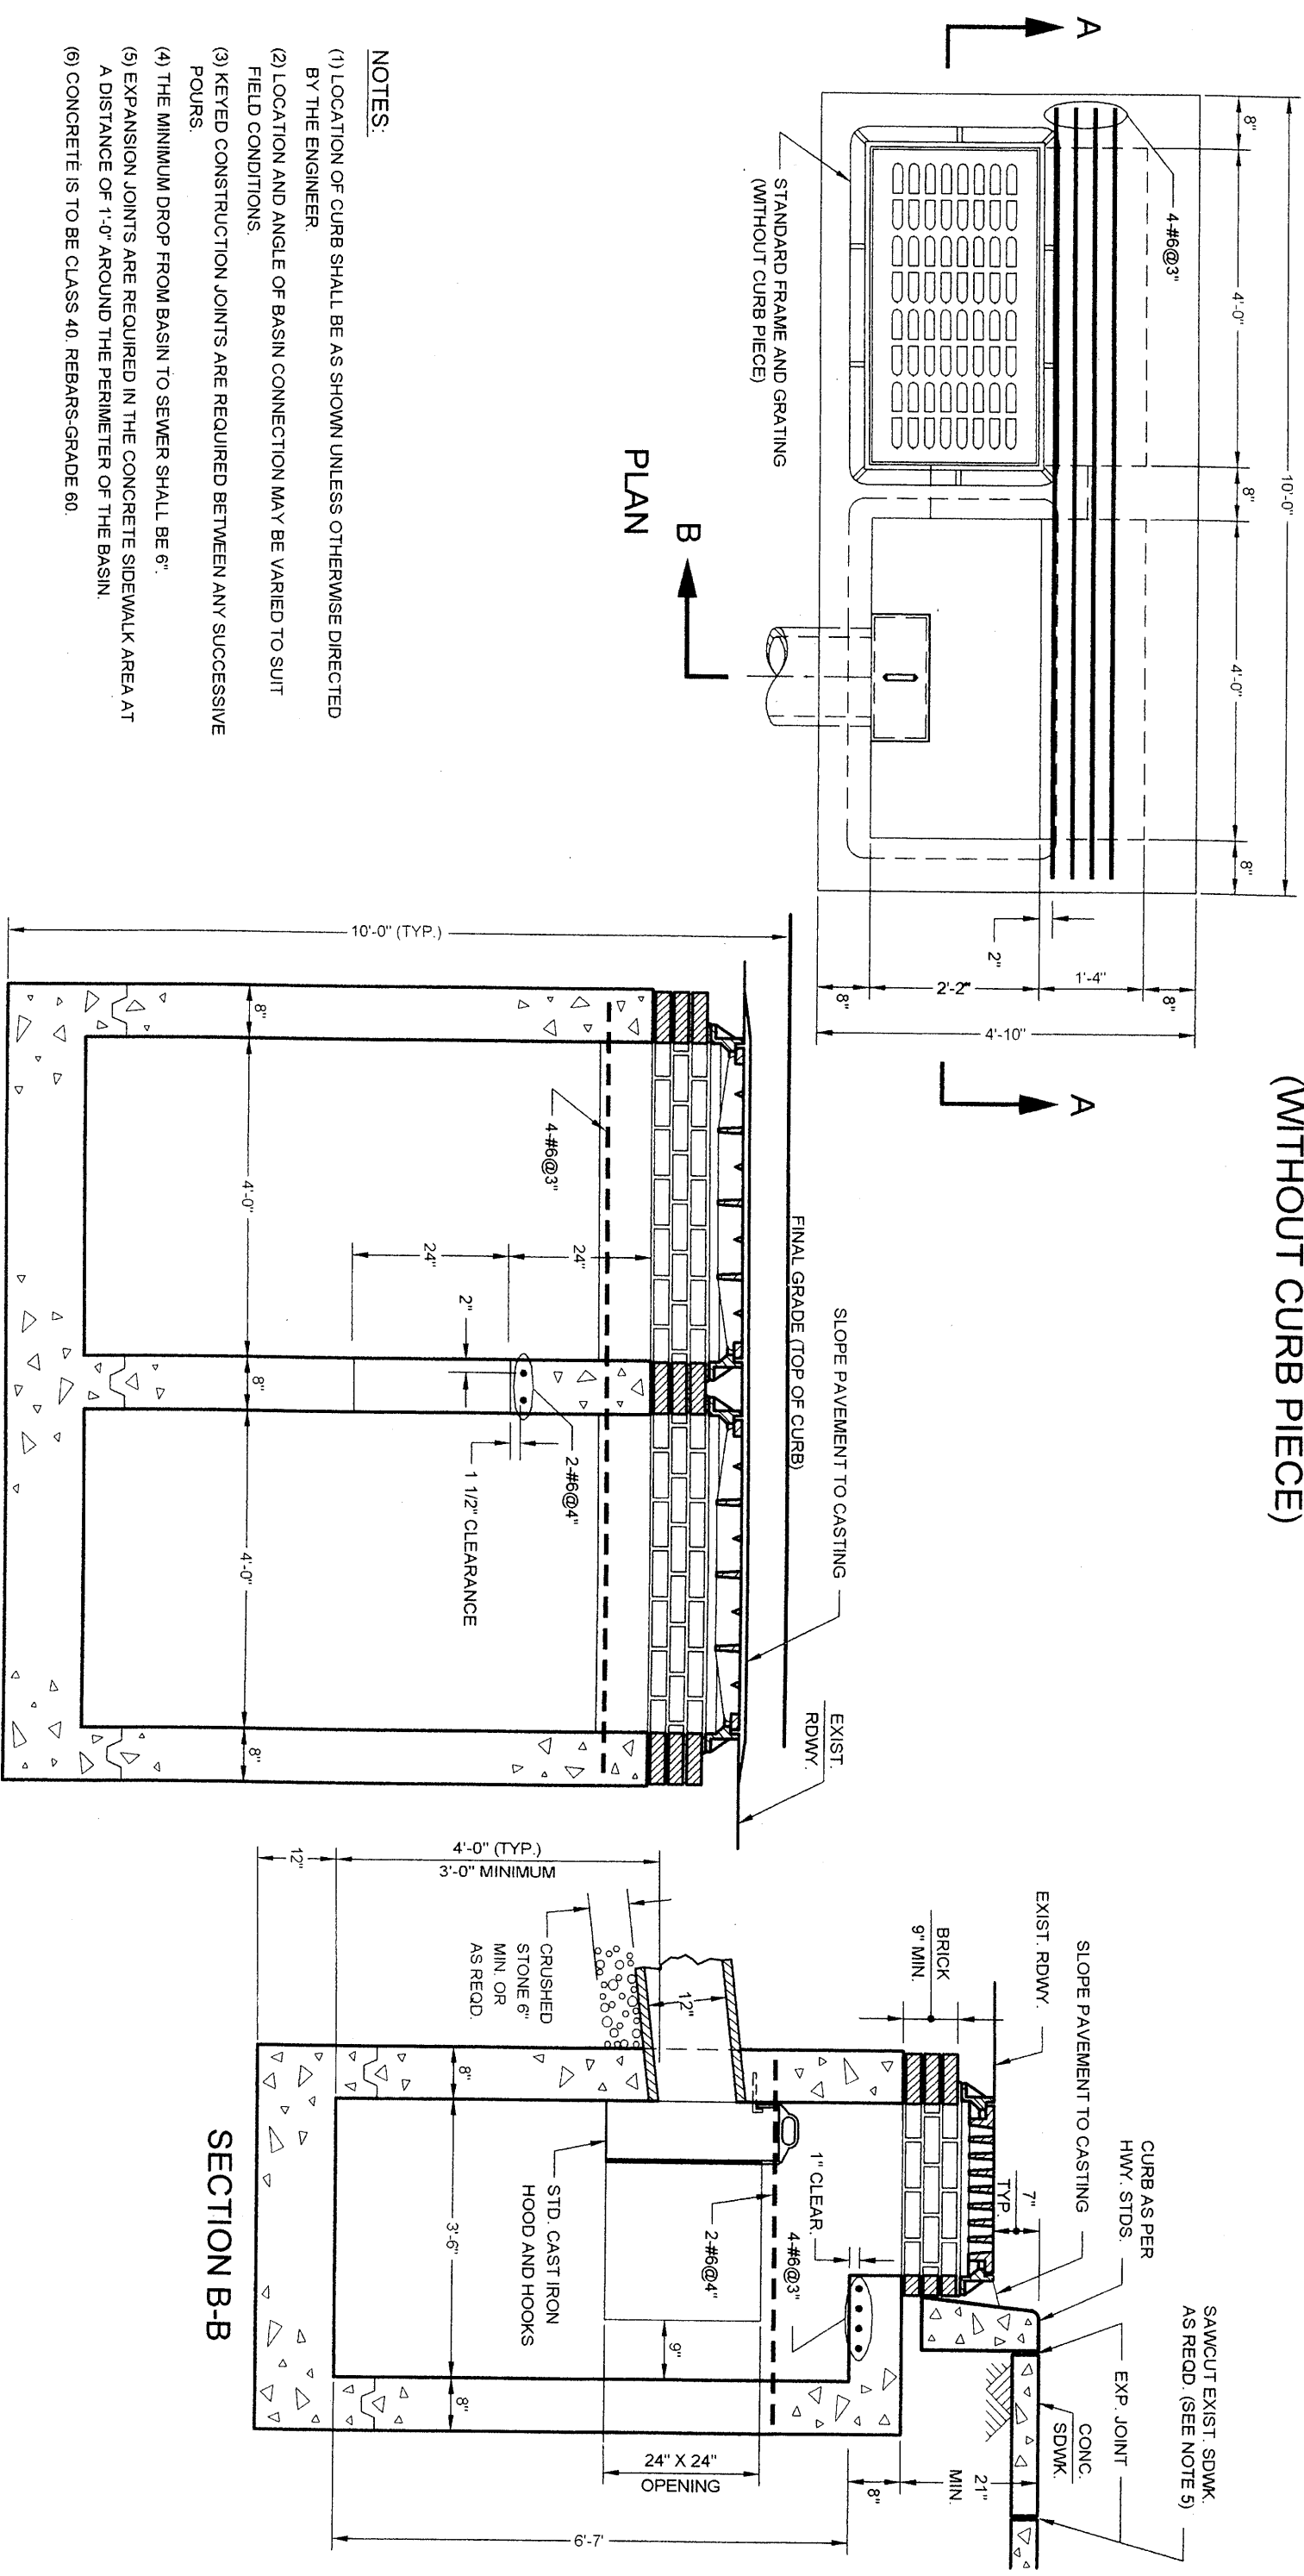 (WITHOUT CURB PIECE)
A
A
10'-0"
8"
4'-0"
8"
4'-0"
8"
4-#6@3"
STANDARD FRAME AND GRATING
(WITHOUT CURB PIECE)
2"
8"
1'-4"
2'-2"
8"
4'-10"
B
PLAN
NOTES:
(1) LOCATION OF CURB SHALL BE AS SHOWN UNLESS OTHERWISE DIRECTED
BY THE ENGINEER.
(2) LOCATION AND ANGLE OF BASIN CONNECTION MAY BE VARIED TO SUIT
FIELD CONDITIONS.
(3) KEYED CONSTRUCTION JOINTS ARE REQUIRED BETWEEN ANY SUCCESSIVE
POURS.
(4) THE MINIMUM DROP FROM BASIN TO SEWER SHALL BE 6".
(5) EXPANSION JOINTS ARE REQUIRED IN THE CONCRETE SIDEWALK AREA AT
A DISTANCE OF 1'-0" AROUND THE PERIMETER OF THE BASIN.
(6) CONCRETE IS TO BE CLASS 40. REBARS-GRADE 60.
SLOPE PAVEMENT TO CASTING
EXIST.
RDWY.
FINAL GRADE (TOP OF CURB)
10'-0" (TYP.)
4-#6@3"
24"
24"
2"
2-#6@4"
1 1/2" CLEARANCE
8"
4'-0"
8"
4'-0"
8"
SAWCUT EXIST. SDWK.
AS REQD. (SEE NOTE 5)
CURB AS PER
HWY. STDS.
EXP. JOINT
SLOPE PAVEMENT TO CASTING
CONC.
SDWK.
EXIST. RDWY.
7"
TYP.
BRICK
9" MIN.
21"
MIN.
8"
1" CLEAR.
4-#6@3"
2-#6@4"
12"
CRUSHED
STONE 6"
MIN. OR
AS REQD.
STD. CAST IRON
HOOD AND HOOKS
9"
24" X 24"
OPENING
6'-7'
4'-0" (TYP.)
3'-0" MINIMUM
12"
8"
3'-6"
8"
SECTION B-B